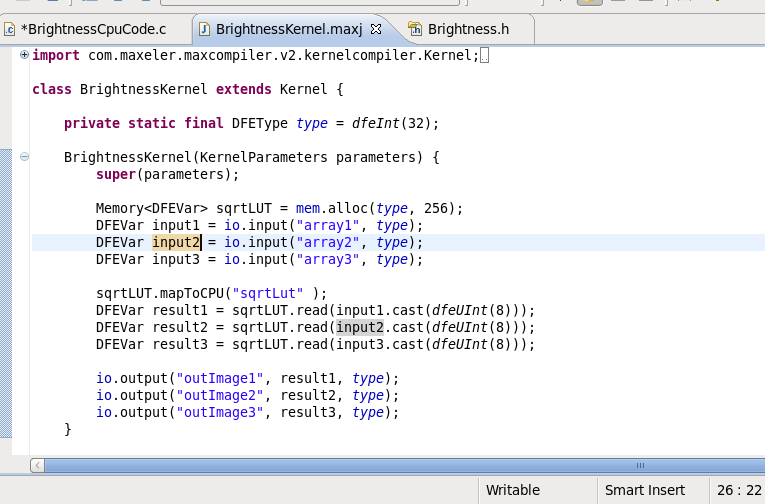 *BrightnessCpuCode.c BrightnessKernel.maxj Brightness.h
import com.maxeler.maxcompiler.v2.kernelcompiler.Kernel;
class BrightnessKernel extends Kernel {
private static final DFEType type = dfeInt(32);
BrightnessKernel(KernelParameters parameters) {
super(parameters);
Memory<DFEVar> sqrtLUT = mem.alloc(type, 256);
DFEVar input1 = io.input("array1", type);
DFEVar input2 = io.input("array2", type);
DFEVar input3 = io.input("array3", type);
sqrtLUT.mapToCPU("sqrtLut" );
DFEVar result1 = sqrtLUT.read(input1.cast(dfeUInt(8)));
DFEVar result2 = sqrtLUT.read(input2.cast(dfeUInt(8)));
DFEVar result3 = sqrtLUT.read(input3.cast(dfeUInt(8)));
io.output("outImage1", result1, type);
io.output("outImage2", result2, type);
io.output("outImage3", result3, type);
}
Writable Smart Insert 26 : 22